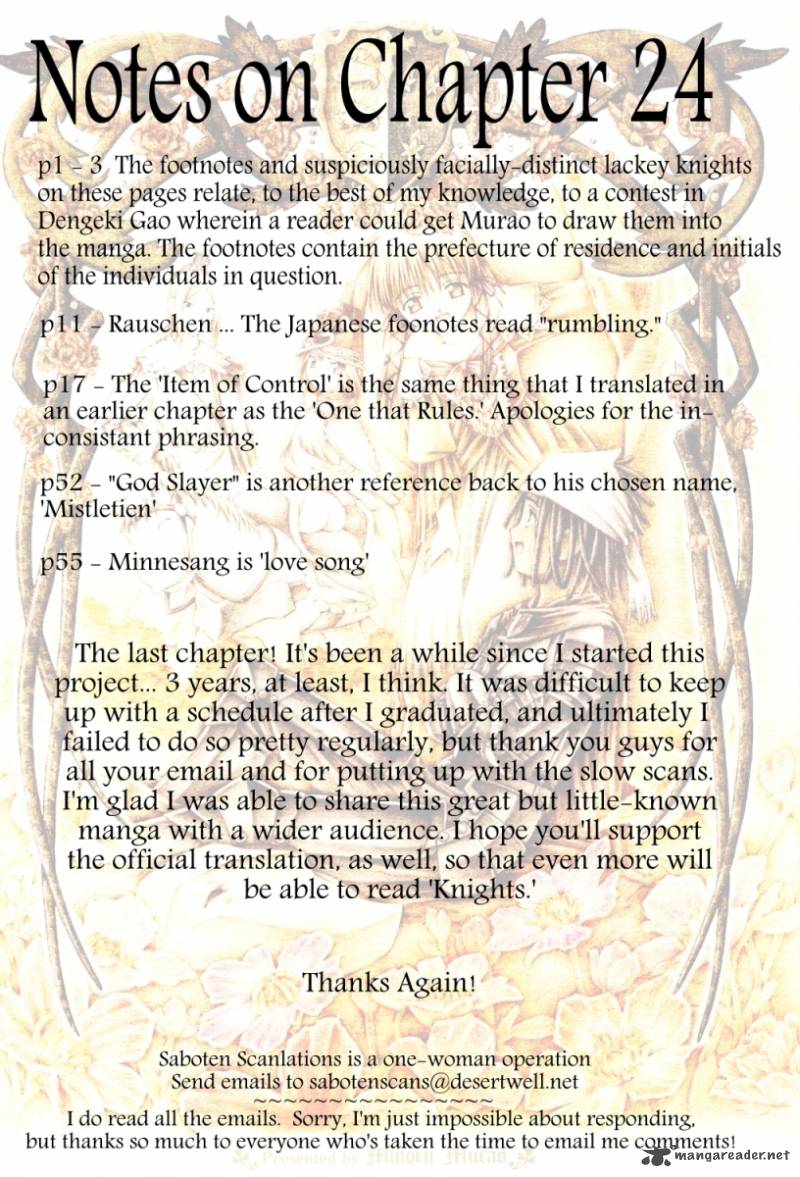 Notes on Chapter 24
p1 - 3 The footnotes and suspiciously facially-distinct lackey knights
on these pages relate, to the best of my knowledge, to a contest in
Dengeki Gao wherein a reader could get Murao to draw them into
the manga. The footnotes contain the prefecture of residence and initials
of the individuals in question.
p11 - Rauschen ... The Japanese foonotes read "rumbling."
p17 - The 'Item of Control' is the same thing that I translated in
an earlier chapter as the 'One that Rules.' Apologies for the in-
consistant phrasing.
p52 - "God Slayer" is another reference back to his chosen name,
'Mistletien'
p55 - Minnesang is 'love song'
The last chapter! It's been a while since I started this
project... 3 years, at least, I think. It was difficult to keep
up with a schedule after I graduated, and ultimately I
failed to do so pretty regularly, but thank you guys for
all your email and for putting up with the slow scans.
I'm glad I was able to share this great but little-known
manga with a wider audience. I hope you'll support
the official translation, as well, so that even more will
be able to read 'Knights.'
Thanks Again!
Saboten Scanlations is a one-woman operation
Send emails to sabotenscans@desertwell.net
~~~~~~~~~~~~~~~~
I do read all the emails. Sorry, I'm just impossible about responding,
but thanks so much to everyone who's taken the time to email me comments!
Presented by Minoru Murao
mangareader.net